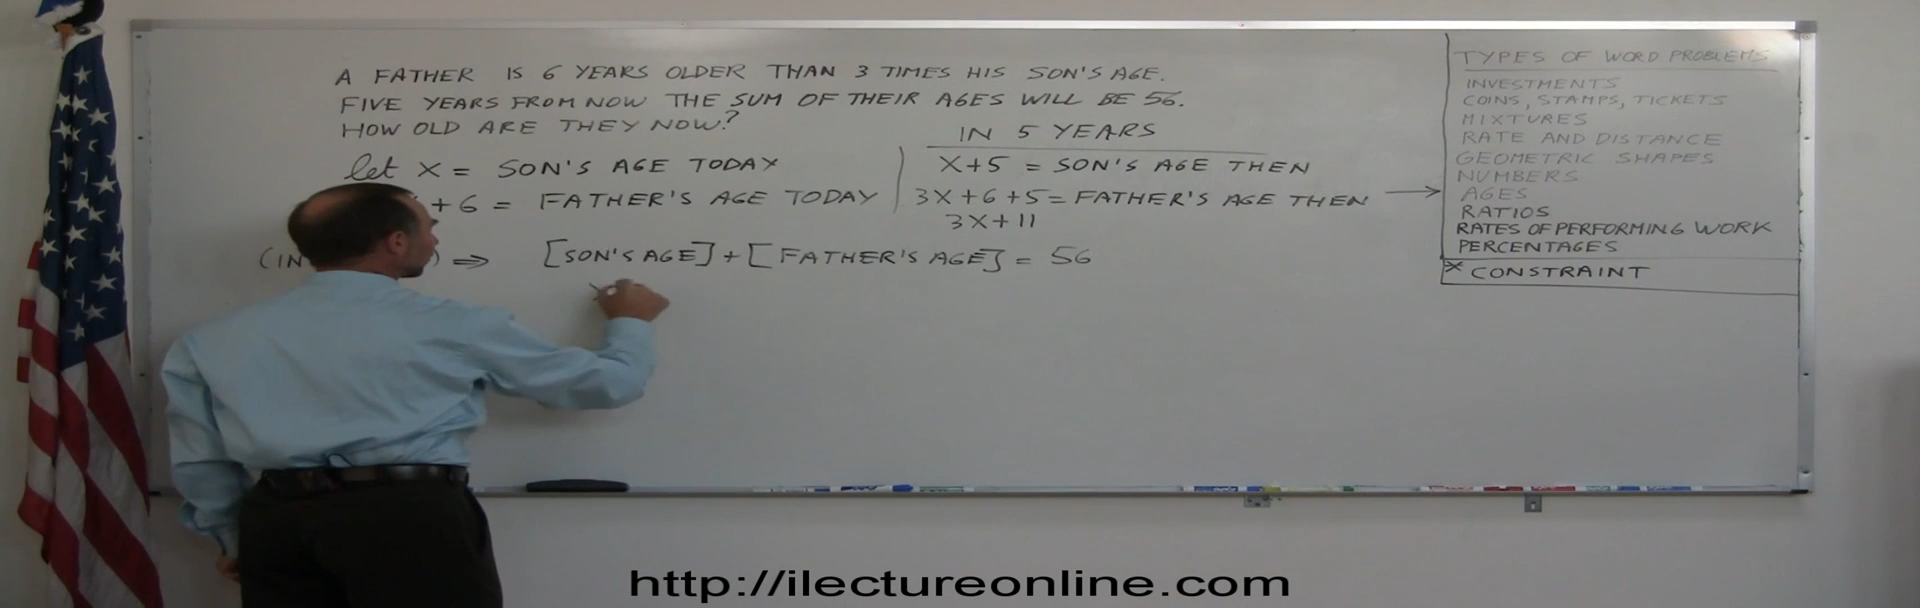 A FATHER IS 6 YEARS OLDER THAN 3 TIMES HIS SON'S AGE.
FIVE YEARS FROM NOW THE SUM OF THEIR AGES WILL BE 56.
HOW OLD ARE THEY NOW?
let X = SON'S AGE TODAY
+ 6 = FATHER'S AGE TODAY
IN 5 YEARS
X+5 = SON'S AGE THEN
3X+6+5 = FATHER'S AGE THEN
3X+11
(IN ) ⇒ [SON'S AGE] + [FATHER'S AGE] = 56
TYPES OF WORD PROBLEMS
INVESTMENTS
COINS, STAMPS, TICKETS
MIXTURES
RATE AND DISTANCE
GEOMETRIC SHAPES
NUMBERS
→ AGES
RATIOS
RATES OF PERFORMING WORK
PERCENTAGES
* CONSTRAINT
http://ilectureonline.com